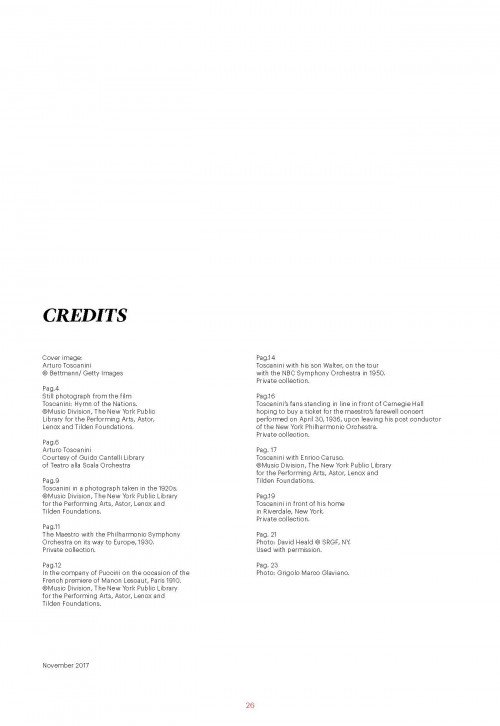 CREDITS
Cover image:
Arturo Toscanini
© Bettmann/ Getty Images
Pag.4
Still photograph from the film
Toscanini: Hymn of the Nations.
©Music Division, The New York Public
Library for the Performing Arts, Astor,
Lenox and Tilden Foundations.
Pag.6
Arturo Toscanini
Courtesy of Guido Cantelli Library
of Teatro alla Scala Orchestra
Pag.9
Toscanini in a photograph taken in the 1920s.
©Music Division, The New York Public Library
for the Performing Arts, Astor, Lenox and
Tilden Foundations.
Pag.11
The Maestro with the Philharmonic Symphony
Orchestra on its way to Europe, 1930.
Private collection.
Pag.12
In the company of Puccini on the occasion of the
French premiere of Manon Lescaut, Paris 1910.
©Music Division, The New York Public Library
for the Performing Arts, Astor, Lenox and
Tilden Foundations.
Pag.14
Toscanini with his son Walter, on the tour
with the NBC Symphony Orchestra in 1950.
Private collection.
Pag.16
Toscanini's fans standing in line in front of Carnegie Hall
hoping to buy a ticket for the maestro's farewell concert
performed on April 30, 1936, upon leaving his post conductor
of the New York Philharmonic Orchestra.
Private collection.
Pag. 17
Toscanini with Enrico Caruso.
©Music Division, The New York Public Library
for the Performing Arts, Astor, Lenox and
Tilden Foundations.
Pag.19
Toscanini in front of his home
in Riverdale, New York.
Private collection.
Pag. 21
Photo: David Heald © SRGF, NY.
Used with permission.
Pag. 23
Photo: Grigolo Marco Glaviano.
November 2017
26